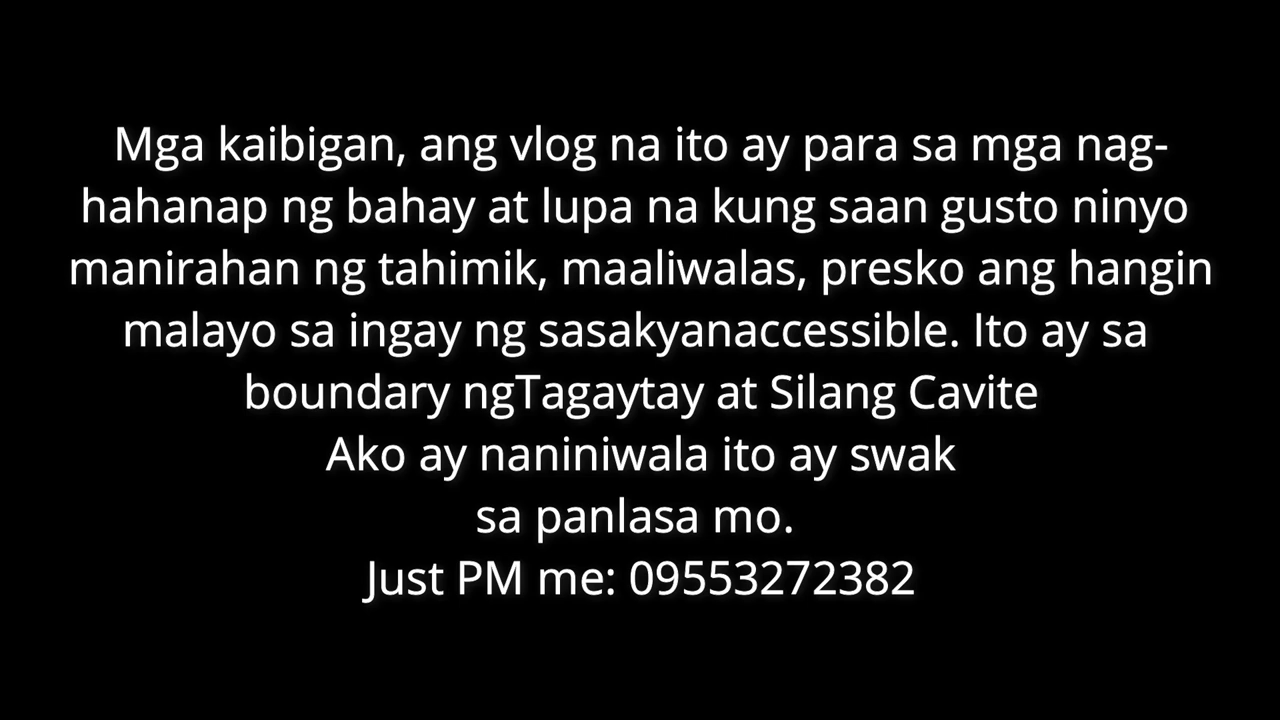 Mga kaibigan, ang vlog na ito ay para sa mga nag-
hahanap ng bahay at lupa na kung saan gusto ninyo
manirahan ng tahimik, maaliwalas, presko ang hangin
malayo sa ingay ng sasakyanaccessible. Ito ay sa
boundary ngTagaytay at Silang Cavite
Ako ay naniniwala ito ay swak
sa panlasa mo.
Just PM me: 09553272382